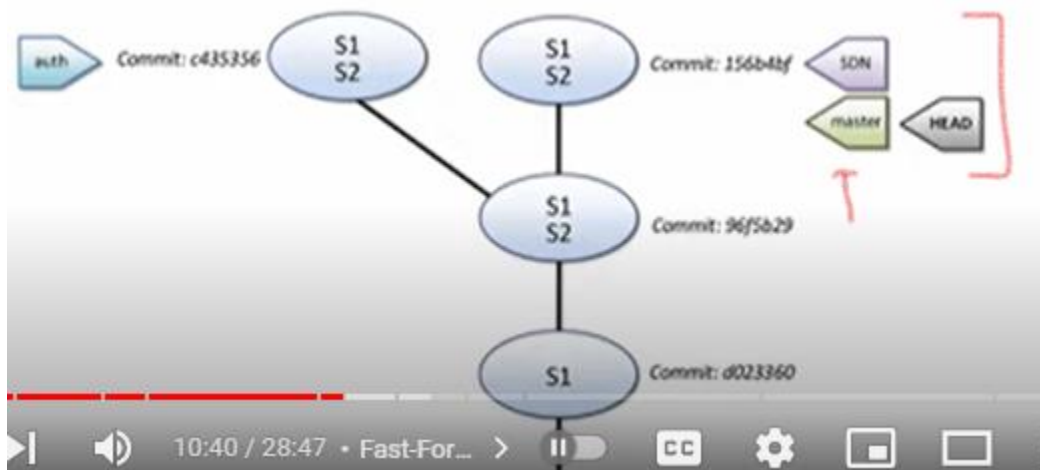 auth
Commit: c435356
S1
S2
S1
S2
Commit: 156b4bf
SDN
master
HEAD
S1
S2
Commit: 96f5b29
S1
Commit: d023360
10:40 / 28:47 • Fast-For... >
CC